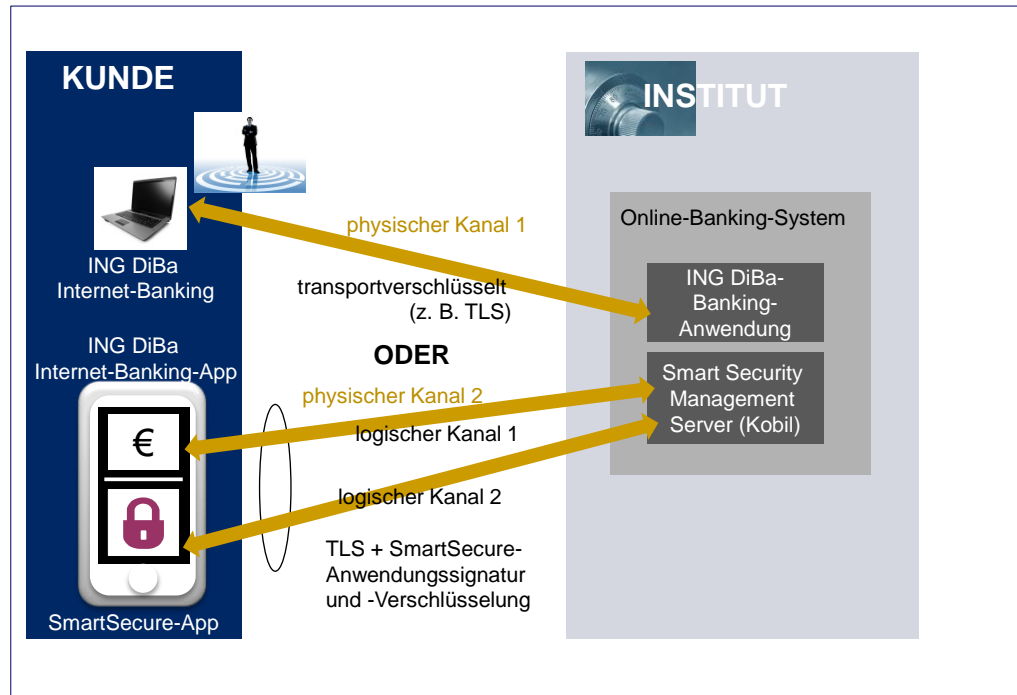 KUNDE
INSTITUT
physischer Kanal 1
Online-Banking-System
ING DiBa
Internet-Banking
transportverschlüsselt
(z. B. TLS)
ING DiBa-
Banking-
Anwendung
ODER
ING DiBa
Internet-Banking-App
physischer Kanal 2
logischer Kanal 1
Smart Security
Management
Server (Kobil)
€
logischer Kanal 2
TLS + SmartSecure-
Anwendungssignatur
und -Verschlüsselung
SmartSecure-App